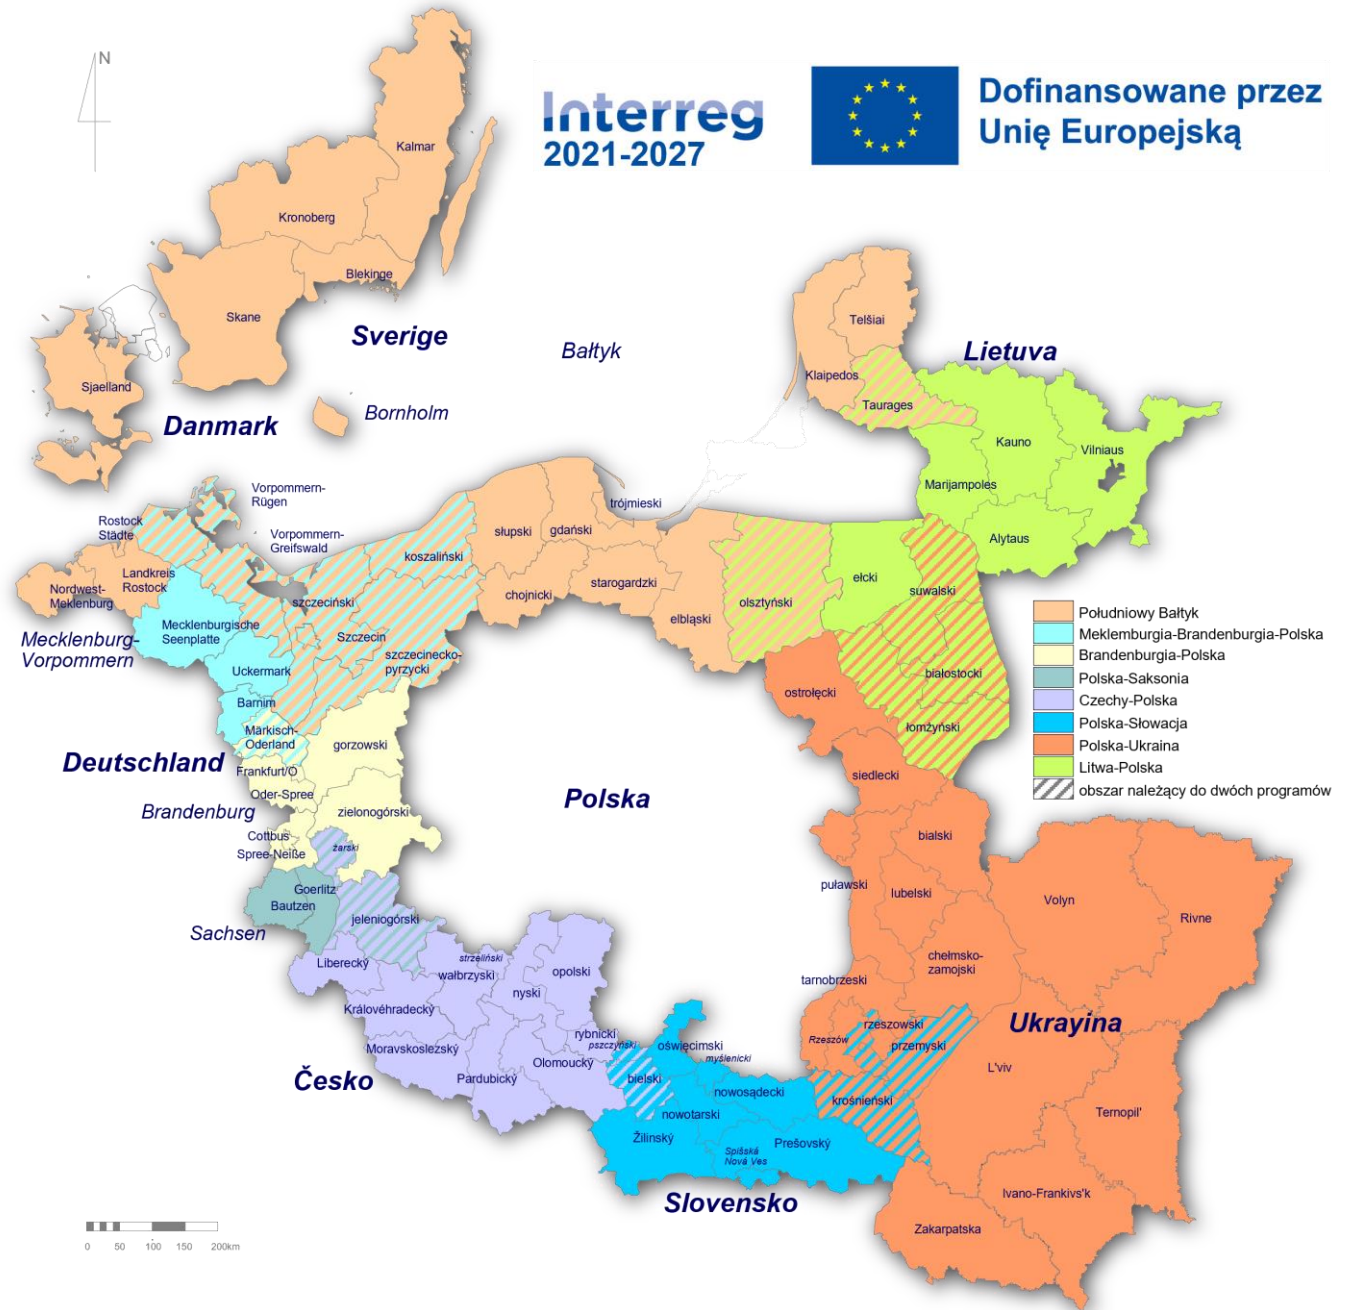 N
Interreg
2021-2027
Dofinansowane przez
Unię Europejską
Kalmar
Kronoberg
Blekinge
Skane
Sverige
Bałtyk
Sjaelland
Danmark
Bornholm
Telšiai
Lietuva
Klaipedos
Taurages
Kauno
Vilniaus
Marijampoles
Alytaus
Vorpommern-
Rügen
Rostock
Städte
Vorpommern-
Greifswald
trójmieski
słupski
gdański
koszaliński
Landkreis
Rostock
Nordwest-
Meklenburg
chojnicki
starogardzki
elbląski
olsztyński
ełcki
suwalski
szczeciński
Szczecin
szczecinecko-
pyrzycki
Mecklenburgische
Seenplatte
Mecklenburg-
Vorpommern
Uckermark
Barnim
Märkisch-
Oderland
białostocki
ostrołęcki
łomżyński
Południowy Bałtyk
Meklemburgia-Brandenburgia-Polska
Brandenburgia-Polska
Polska-Saksonia
Czechy-Polska
Polska-Słowacja
Polska-Ukraina
Litwa-Polska
obszar należący do dwóch programów
gorzowski
Deutschland
Frankfurt/O
Oder-Spree
Brandenburg
zielonogórski
Polska
siedlecki
bialski
Cottbus
Spree-Neiße
żarski
puławski
lubelski
Volyn
Rivne
Goerlitz
Bautzen
jeleniogórski
Sachsen
Liberecký
strzeliński
wałbrzyski
opolski
nyski
chełmsko-
zamojski
tarnobrzeski
Královéhradecký
rybnicki
pszczyński
Moravskoslezský
Olomoucký
Pardubický
Česko
oświęcimski
myślenicki
bielski
nowosądecki
nowotarski
Rzeszów
rzeszowski
przemyski
krośnieński
Ukrayina
L'viv
Ternopil'
Žilinský
Spišská
Nová Ves
Prešovský
Slovensko
Ivano-Frankivs'k
Zakarpatska
0 50 100 150 200km